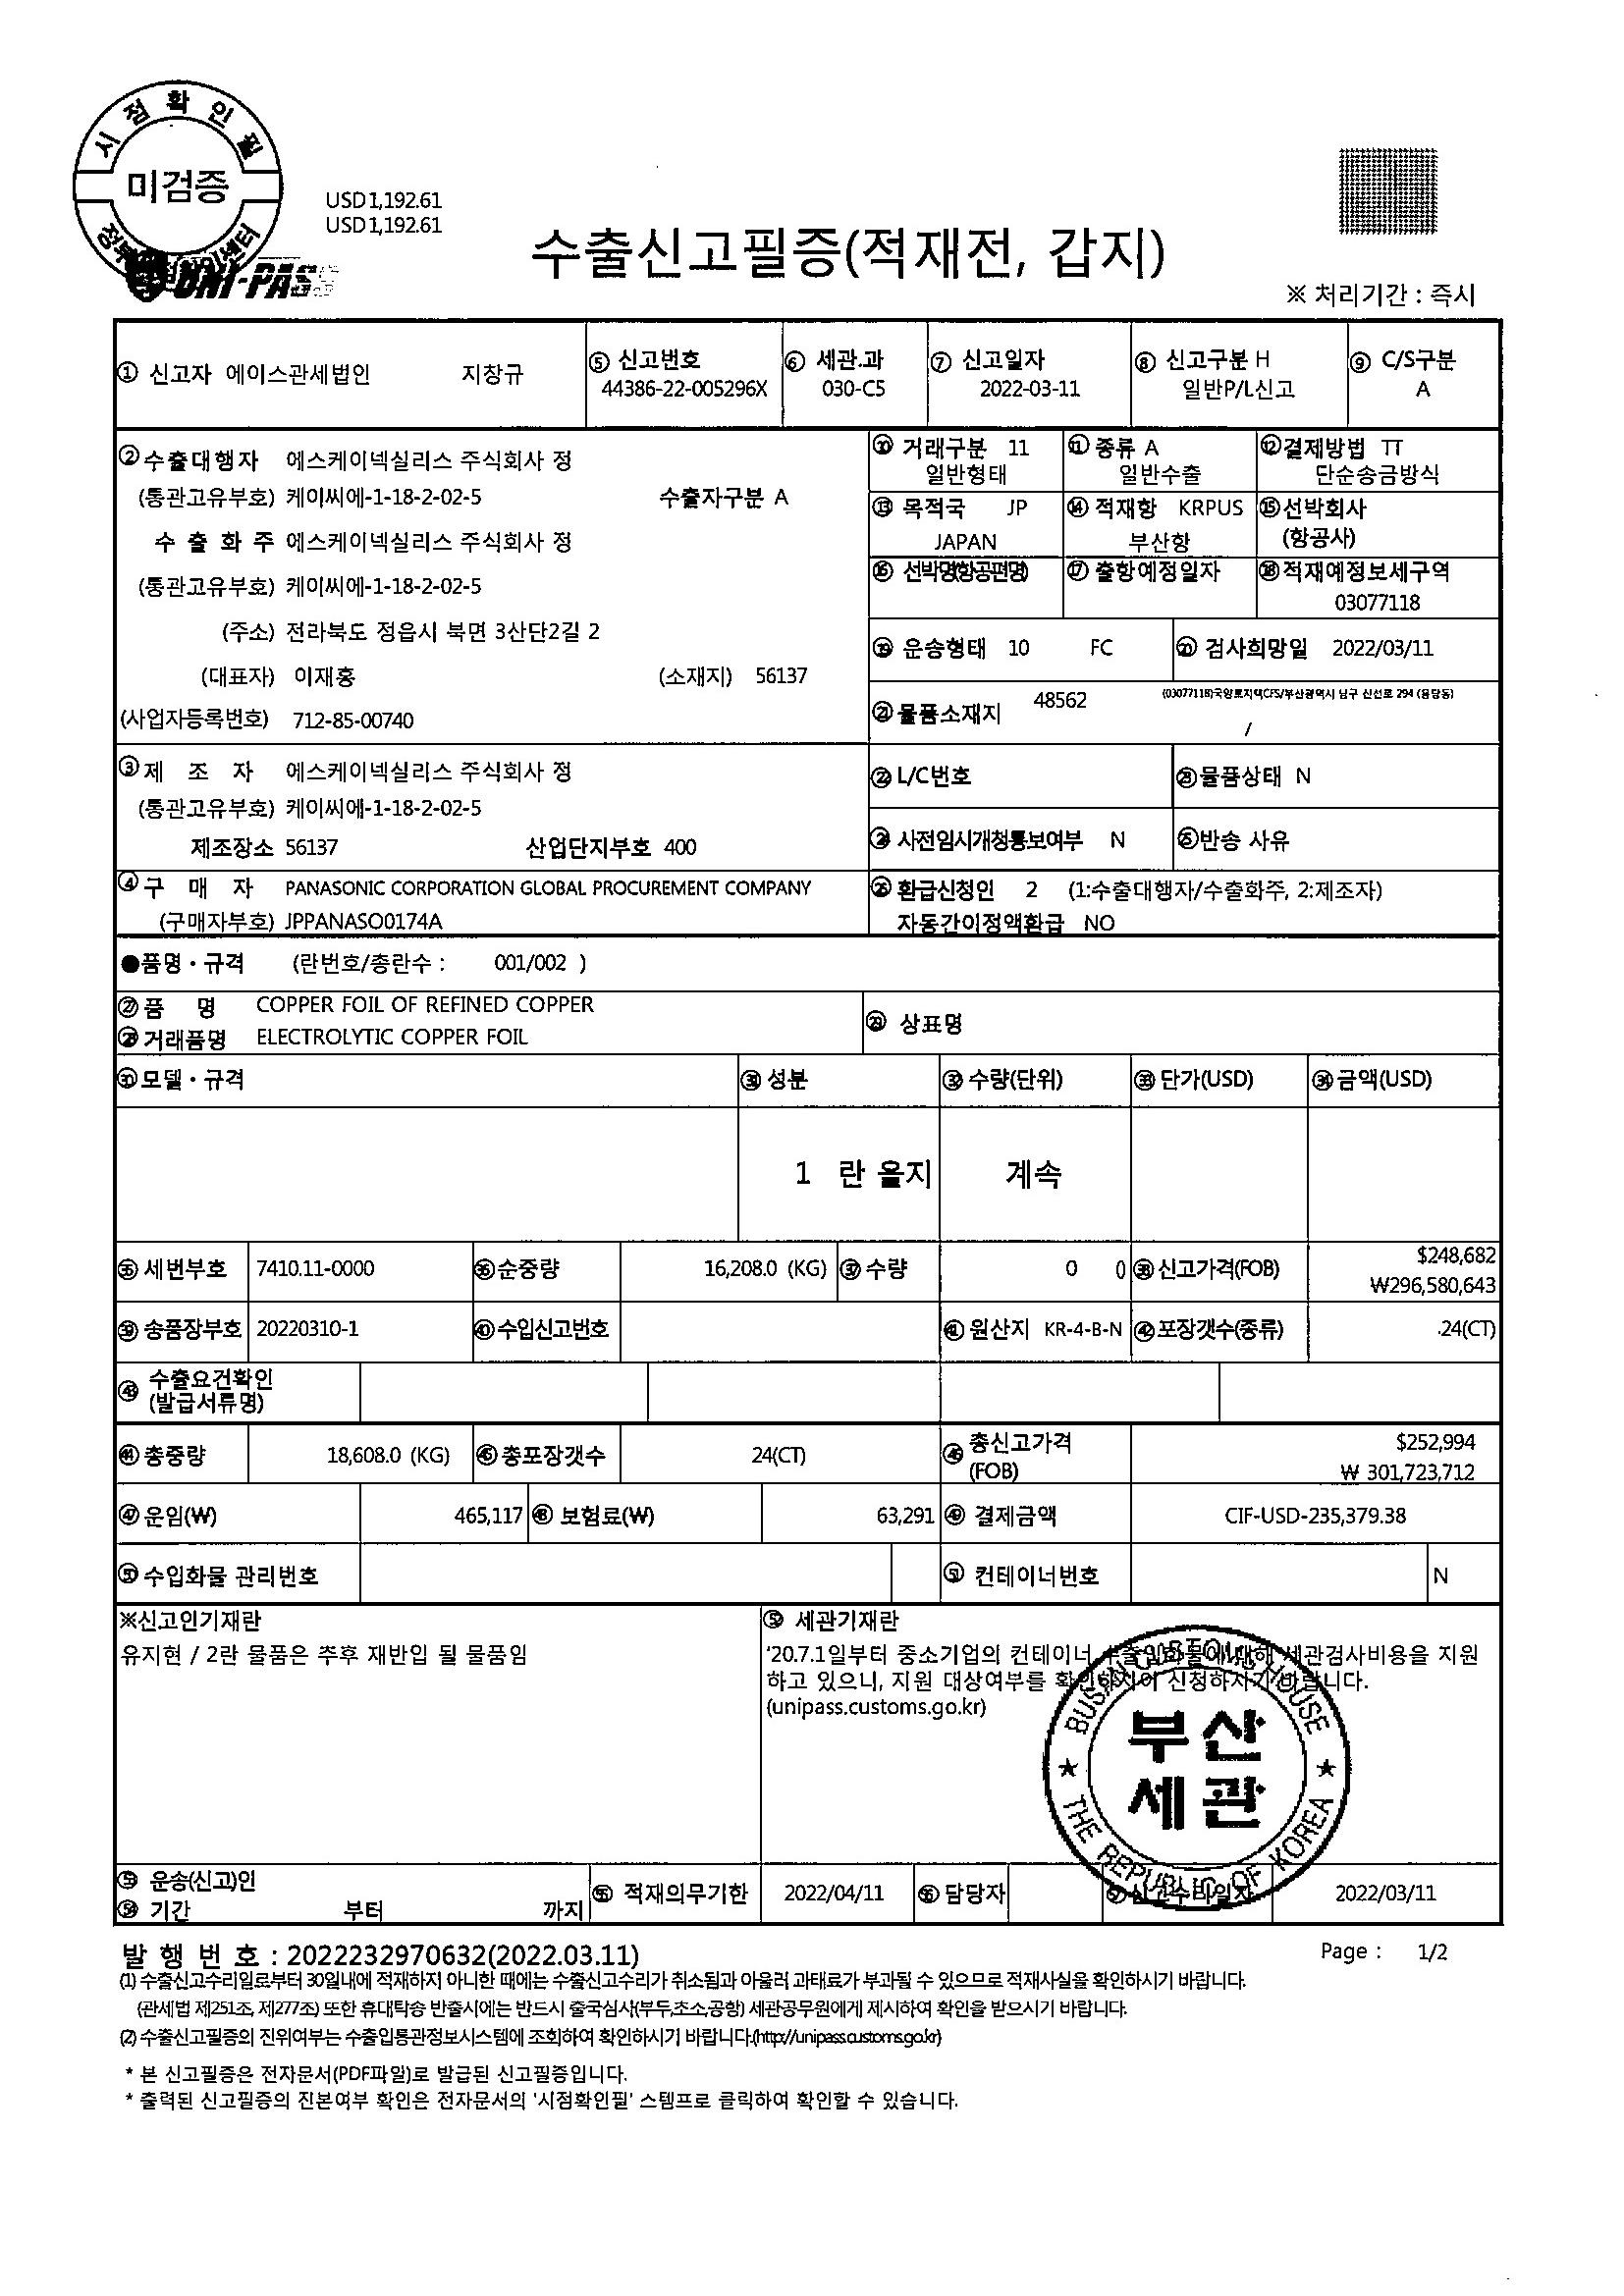 시점확인필
미검증
UNI-PASS
USD 1,192.61
USD 1,192.61
수출신고필증(적재전, 갑지)
※ 처리기간 : 즉시
① 신고자 에이스관세법인 지창규
⑤ 신고번호
44386-22-005296X
⑥ 세관.과
030-C5
⑦ 신고일자
2022-03-11
⑧ 신고구분 H
일반P/L신고
⑨ C/S구분
A
② 수출대행자 에스케이넥실리스 주식회사 정
(통관고유부호) 케이씨에-1-18-2-02-5 수출자구분 A
수 출 화 주 에스케이넥실리스 주식회사 정
(통관고유부호) 케이씨에-1-18-2-02-5
(주소) 전라북도 정읍시 북면 3산단2길 2
(대표자) 이재홍 (소재지) 56137
(사업자등록번호) 712-85-00740
⑩ 거래구분 11
일반형태
⑪ 종류 A
일반수출
⑫ 결제방법 TT
단순송금방식
⑬ 목적국 JP
JAPAN
⑭ 적재항 KRPUS
부산항
⑮ 선박회사
(항공사)
⑯ 선박명(항공편명)
⑰ 출항예정일자
⑱ 적재예정보세구역
03077118
⑲ 운송형태 10 FC
⑳ 검사희망일 2022/03/11
㉑ 물품소재지 48562 (03077118)국양로지텍CFS/부산광역시 남구 신선로 294 (용당동)
/
③ 제 조 자 에스케이넥실리스 주식회사 정
(통관고유부호) 케이씨에-1-18-2-02-5
제조장소 56137 산업단지부호 400
㉒ L/C번호
㉓ 물품상태 N
㉔ 사전임시개청통보여부 N
㉕ 반송 사유
④ 구 매 자 PANASONIC CORPORATION GLOBAL PROCUREMENT COMPANY
(구매자부호) JPPANASO0174A
㉖ 환급신청인 2 (1:수출대행자/수출화주, 2:제조자)
자동간이정액환급 NO
●품명・규격 (란번호/총란수 : 001/002 )
㉗ 품 명 COPPER FOIL OF REFINED COPPER
㉘ 거래품명 ELECTROLYTIC COPPER FOIL
㉙ 상표명
㉚ 모델・규격 ㉛ 성분 ㉜ 수량(단위) ㉝ 단가(USD) ㉞ 금액(USD)
1 란 을지 계속
㉟ 세번부호 7410.11-0000 ㊱ 순중량 16,208.0 (KG) ㊲ 수량 0 0 ㊳ 신고가격(FOB) $248,682
₩296,580,643
㊴ 송품장부호 20220310-1 ㊵ 수입신고번호 ㊶ 원산지 KR-4-B-N ㊷ 포장갯수(종류) 24(CT)
㊸ 수출요건확인
(발급서류명)
㊹ 총중량 18,608.0 (KG) ㊺ 총포장갯수 24(CT) ㊻ 총신고가격
(FOB)
$252,994
₩ 301,723,712
㊼ 운임(₩) 465,117 ㊽ 보험료(₩) 63,291 ㊾ 결제금액 CIF-USD-235,379.38
㊿ 수입화물 관리번호 51 컨테이너번호 N
※신고인기재란
유지현 / 2란 물품은 추후 재반입 될 물품임
52 세관기재란
'20.7.1일부터 중소기업의 컨테이너 수출입화물에 대해 세관검사비용을 지원
하고 있으니, 지원 대상여부를 확인하시어 신청하시기 바랍니다.
(unipass.customs.go.kr)
BUSAN CUSTOMS HOUSE
부산
세관
★ THE REPUBLIC OF KOREA ★
53 운송(신고)인
54 기간 부터 까지
55 적재의무기한 2022/04/11
56 담당자
57 신고수리일자 2022/03/11
발 행 번 호 : 2022232970632(2022.03.11)
Page : 1/2
(1) 수출신고수리일로부터 30일내에 적재하지 아니한 때에는 수출신고수리가 취소됨과 아울러 과태료가 부과될 수 있으므로 적재사실을 확인하시기 바랍니다.
(관세법 제251조, 제277조) 또한 휴대탁송 반출시에는 반드시 출국심사(부두,초소,공항) 세관공무원에게 제시하여 확인을 받으시기 바랍니다.
(2) 수출신고필증의 진위여부는 수출입통관정보시스템에 조회하여 확인하시기 바랍니다.(http://unipass.customs.go.kr)
* 본 신고필증은 전자문서(PDF파일)로 발급된 신고필증입니다.
* 출력된 신고필증의 진본여부 확인은 전자문서의 '시점확인필' 스템프로 클릭하여 확인할 수 있습니다.